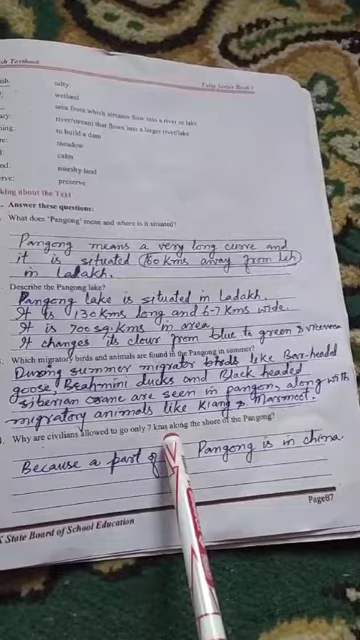 sh Textbook
Tulip Series Book 8
salty
wetland
area from which streams flow into a river or lake
river/stream that flows into a larger river/lake
to build a dam
meadow
calm
marshy land
preserve
king about the Text
Answer these questions:
What does 'Pangong' mean and where is it situated?
Pangong means a very long curve and
it is situated 160 kms away from Leh
in Ladakh.
Describe the Pangong lake?
Pangong lake is situated in Ladakh.
It is 130 kms long and 6-7 kms wide.
It is 700 sq. kms in area
It changes its clour from blue to green &
Which migratory birds and animals are found in the Pangong in summer?
During summer migrator birds like Bar-headd
goose, Brahmini ducks and Black headed
siberian crane are seen in pangon, along with
migratory animals like Kiang & Marmeet.
Why are civilians allowed to go only 7 kms along the shore of the Pangong?
Because a part of Pangong is in china.
K State Board of School Education
Page87